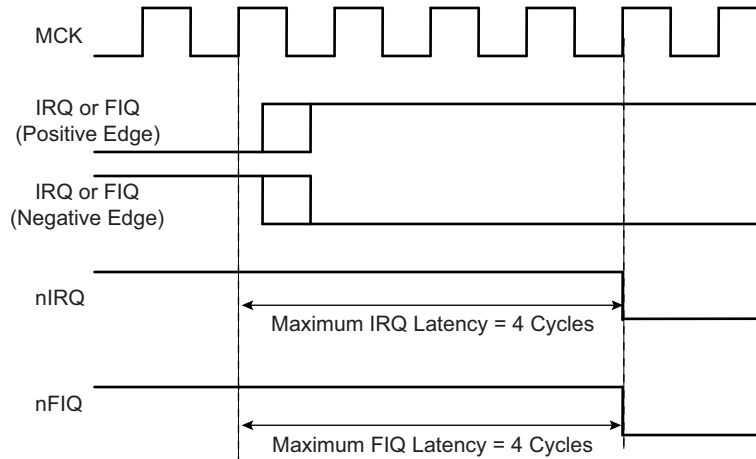 MCK
IRQ or FIQ
(Positive Edge)
IRQ or FIQ
(Negative Edge)
nIRQ
Maximum IRQ Latency = 4 Cycles
nFIQ
Maximum FIQ Latency = 4 Cycles